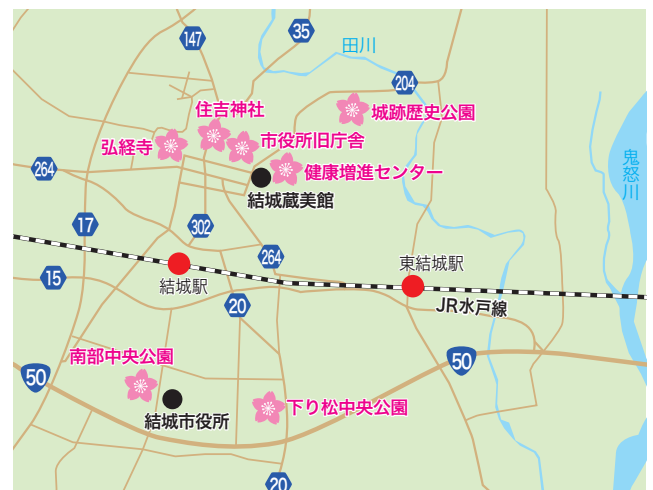 147
35
田川
204
住吉神社
城跡歴史公園
弘経寺
市役所旧庁舎
264
健康増進センター
鬼怒川
結城蔵美館
17
302
264
東結城駅
15
結城駅
20
JR水戸線
南部中央公園
50
50
下り松中央公園
結城市役所
20